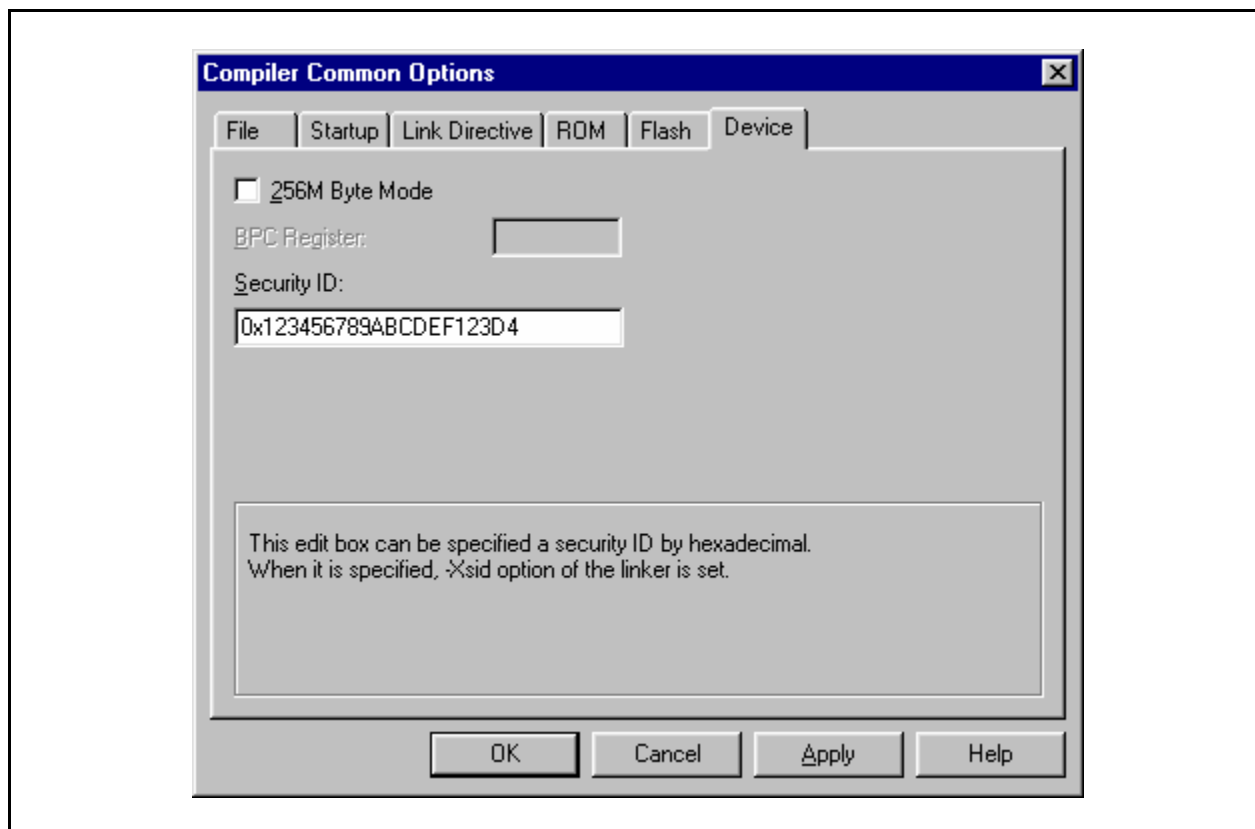 Compiler Common Options
File Startup Link Directive ROM Flash Device
256M Byte Mode
BPC Register:
Security ID:
0x123456789ABCDEF123D4
This edit box can be specified a security ID by hexadecimal.
When it is specified, -Xsid option of the linker is set.
OK Cancel Apply Help